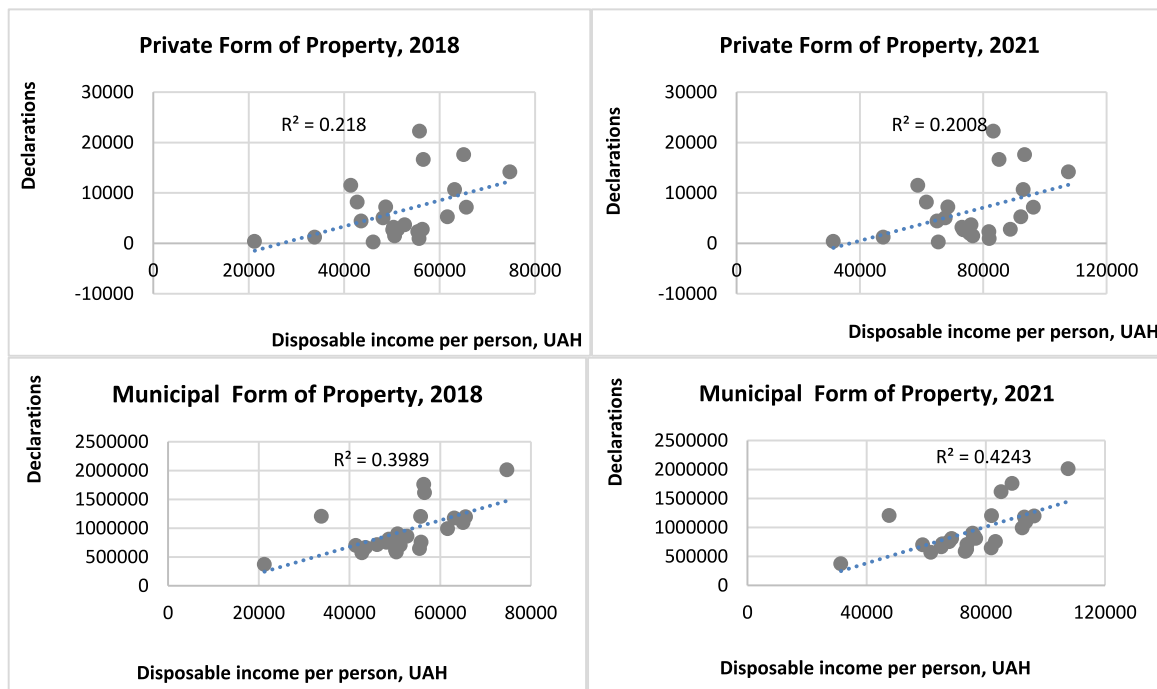 Private Form of Property, 2018
Declarations
30000
20000
10000
0
-10000
R² = 0.218
0 20000 40000 60000 80000
Disposable income per person, UAH
Private Form of Property, 2021
Declarations
30000
20000
10000
0
-10000
R² = 0.2008
0 40000 80000 120000
Disposable income per person, UAH
Municipal Form of Property, 2018
Declarations
2500000
2000000
1500000
1000000
500000
0
R² = 0.3989
0 20000 40000 60000 80000
Disposable income per person, UAH
Municipal Form of Property, 2021
Declarations
2500000
2000000
1500000
1000000
500000
0
R² = 0.4243
0 40000 80000 120000
Disposable income per person, UAH